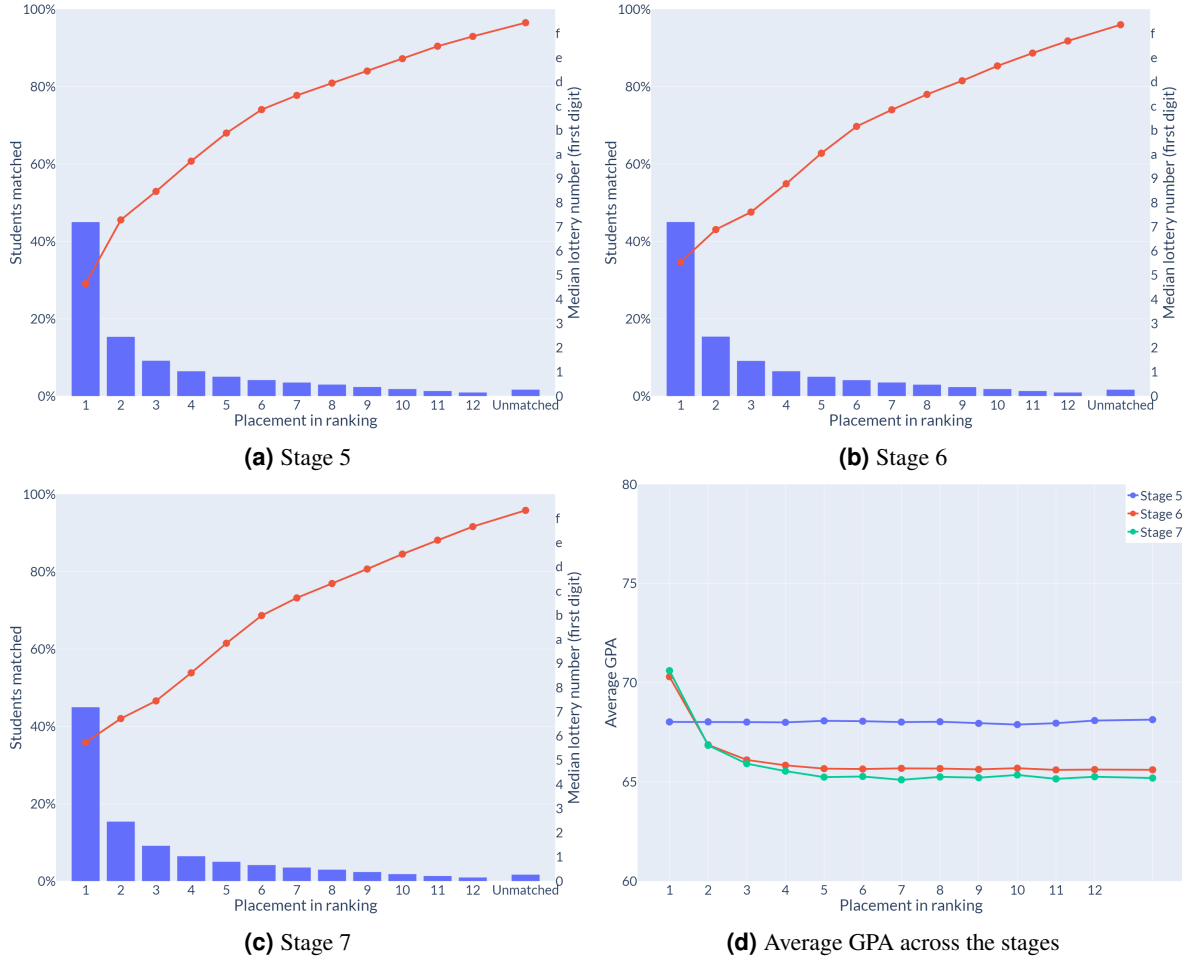 100%
80%
60%
40%
20%
0%
Students matched
f
e
d
c
b
a
9
8
7
6
5
4
3
2
1
0
Median lottery number (first digit)
1 2 3 4 5 6 7 8 9 10 11 12 Unmatched
Placement in ranking
(a) Stage 5
100%
80%
60%
40%
20%
0%
Students matched
f
e
d
c
b
a
9
8
7
6
5
4
3
2
1
0
Median lottery number (first digit)
1 2 3 4 5 6 7 8 9 10 11 12 Unmatched
Placement in ranking
(b) Stage 6
100%
80%
60%
40%
20%
0%
Students matched
f
e
d
c
b
a
9
8
7
6
5
4
3
2
1
0
Median lottery number (first digit)
1 2 3 4 5 6 7 8 9 10 11 12 Unmatched
Placement in ranking
(c) Stage 7
80
75
70
65
60
Average GPA
Stage 5
Stage 6
Stage 7
1 2 3 4 5 6 7 8 9 10 11 12
Placement in ranking
(d) Average GPA across the stages